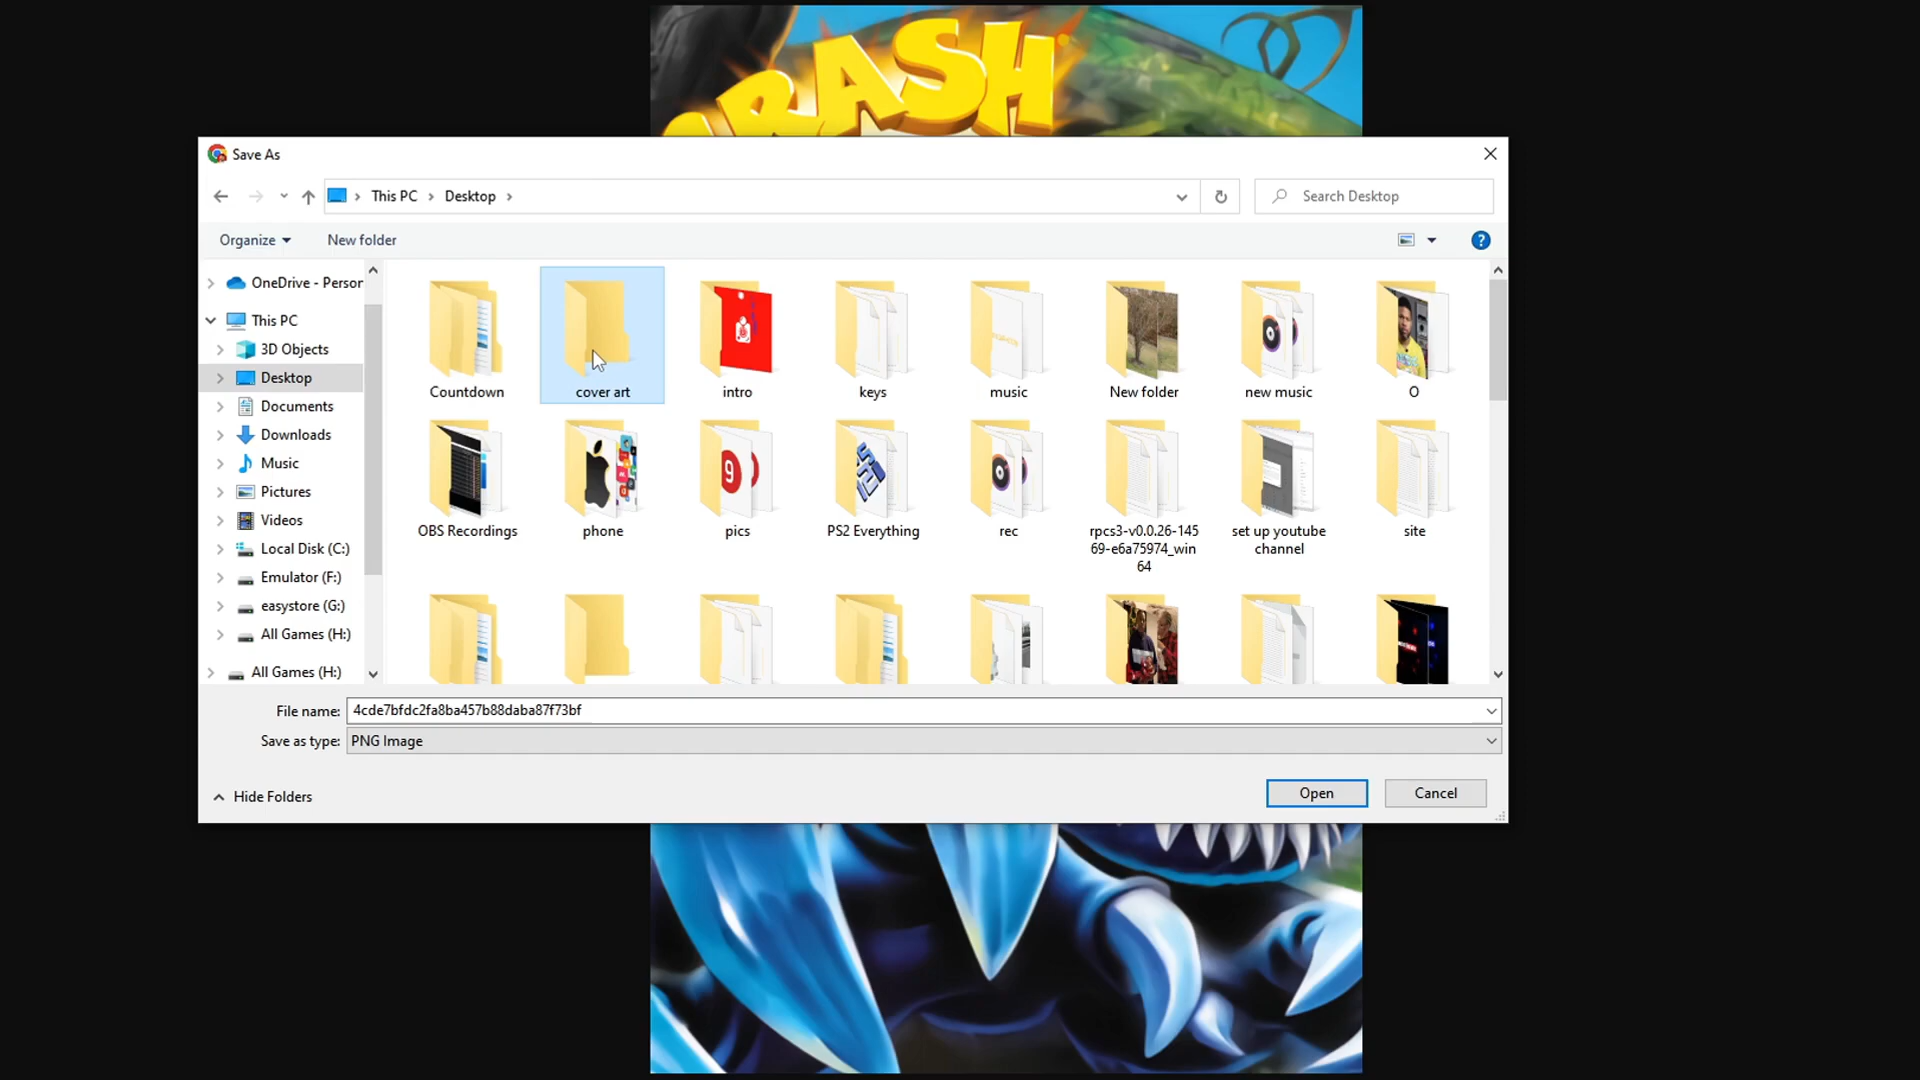 CRASH
Save As
This PC
Desktop
Search Desktop
Organize
New folder
OneDrive - Person
This PC
3D Objects
Desktop
Documents
Downloads
Music
Pictures
Videos
Local Disk (C:)
Emulator (F:)
easystore (G:)
All Games (H:)
All Games (H:)
Countdown
cover art
intro
keys
music
New folder
new music
O
OBS Recordings
phone
pics
PS2 Everything
rec
rpcs3-v0.0.26-145
69-e6a75974_win
64
set up youtube
channel
site
File name:
4cde7bfdc2fa8ba457b88daba87f73bf
Save as type:
PNG Image
Hide Folders
Open
Cancel